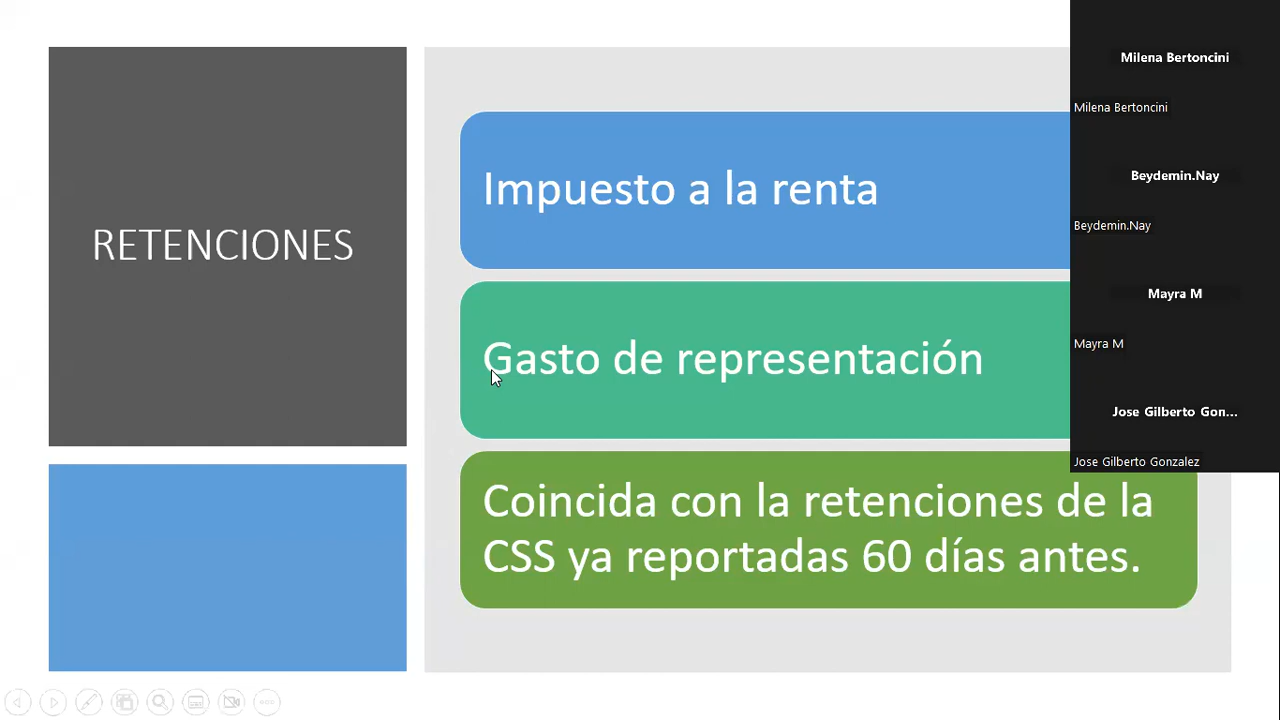 RETENCIONES
Impuesto a la renta
Gasto de representación
Coincida con la retenciones de la
CSS ya reportadas 60 días antes.
Milena Bertoncini
Milena Bertoncini
Beydemin.Nay
Beydemin.Nay
Mayra M
Mayra M
Jose Gilberto Gon...
Jose Gilberto Gonzalez